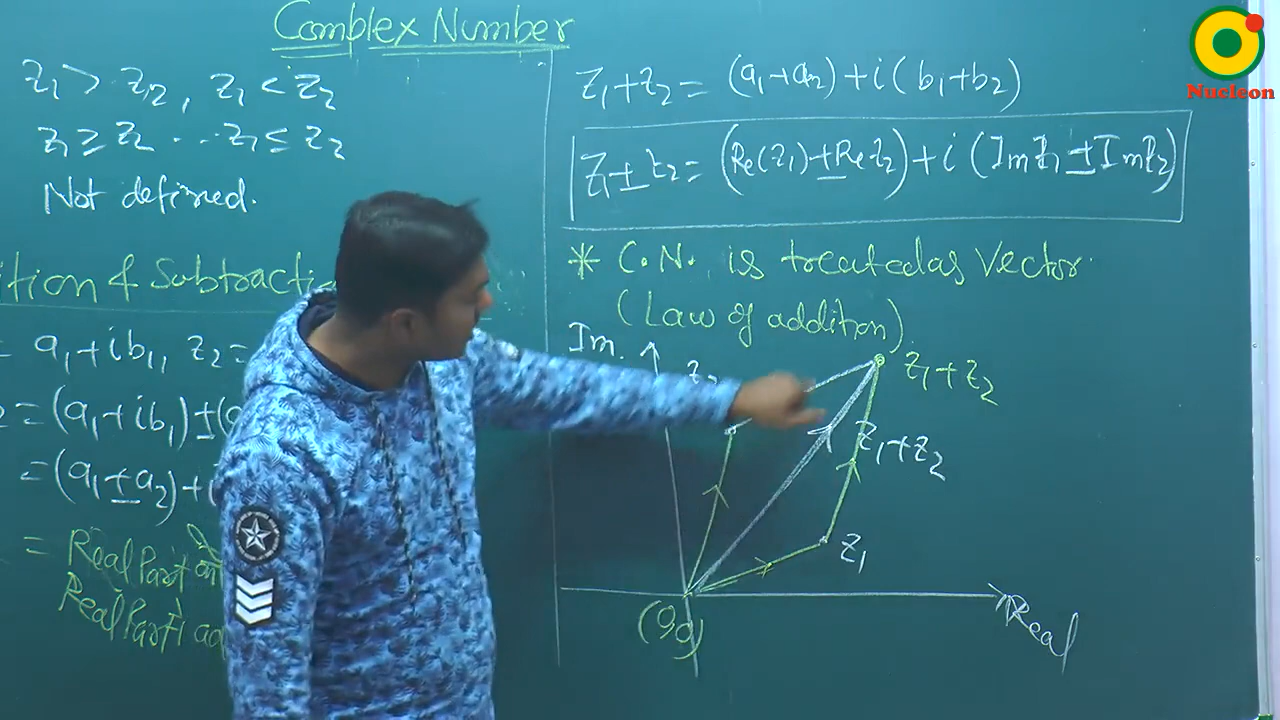 Complex Number
z₁ > z₂, z₁ < z₂
z₁ ≥ z₂ ... z₁ ≤ z₂
Not defined.
ition & Subtracti
= a₁+ib₁, z₂=
2=(a₁+ib₁)±(
=(a₁±a₂)+
= Real Part
Real Part
z₁+z₂=(a₁+a₂)+i(b₁+b₂)
z₁±z₂=(Re(z₁)±Re z₂)+i(Im z₁±Im z₂)
* C.N. is treated as Vector
(Law of addition)
Im.
z₁+z₂
z₁+z₂
z₁
Real
Nucleon